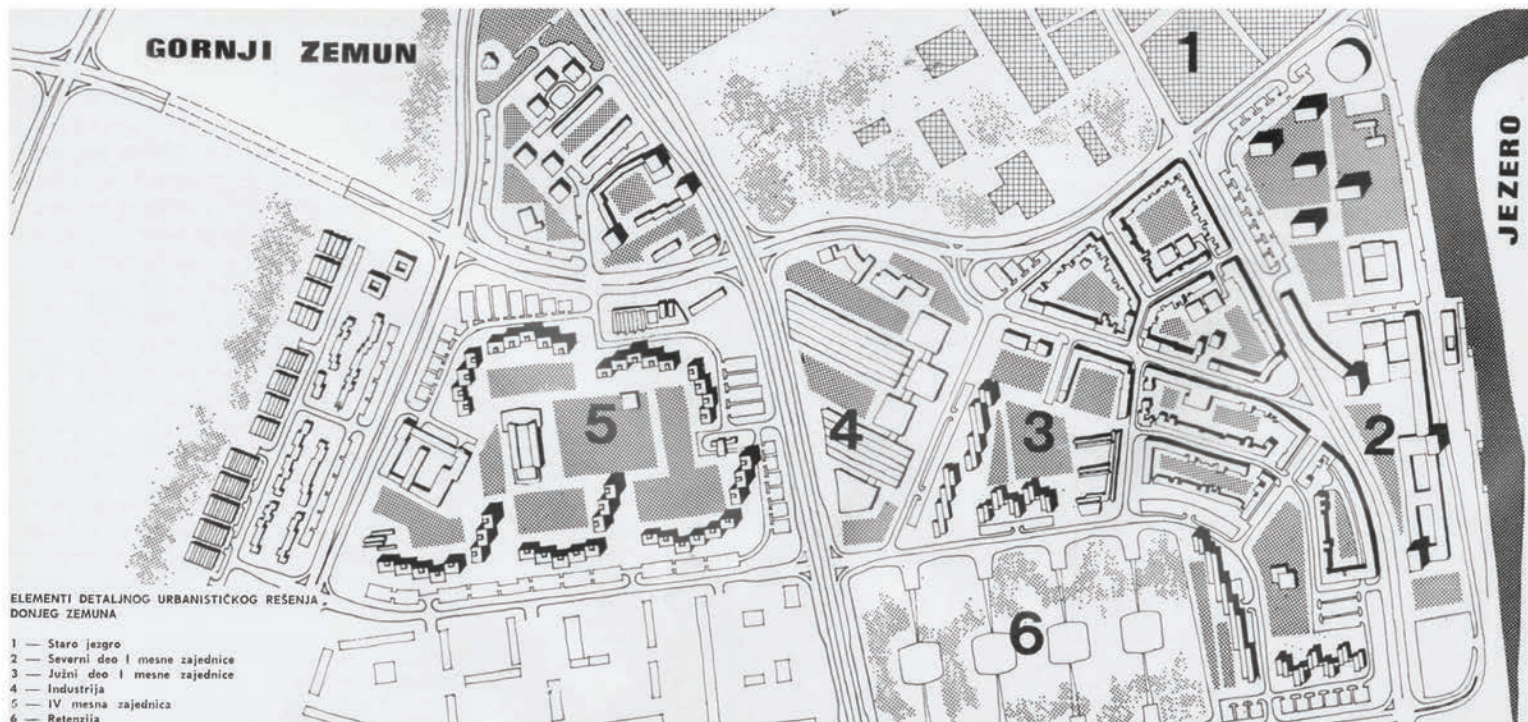 GORNJI ZEMUN
1
JEZERO
5
4
3
2
6
ELEMENTI DETALJNOG URBANISTIČKOG REŠENJA
DONJEG ZEMUNA
1 — Staro jezgro
2 — Severni deo I mesne zajednice
3 — Južni deo I mesne zajednice
4 — Industrija
5 — IV mesna zajednica
6 — Retenzija